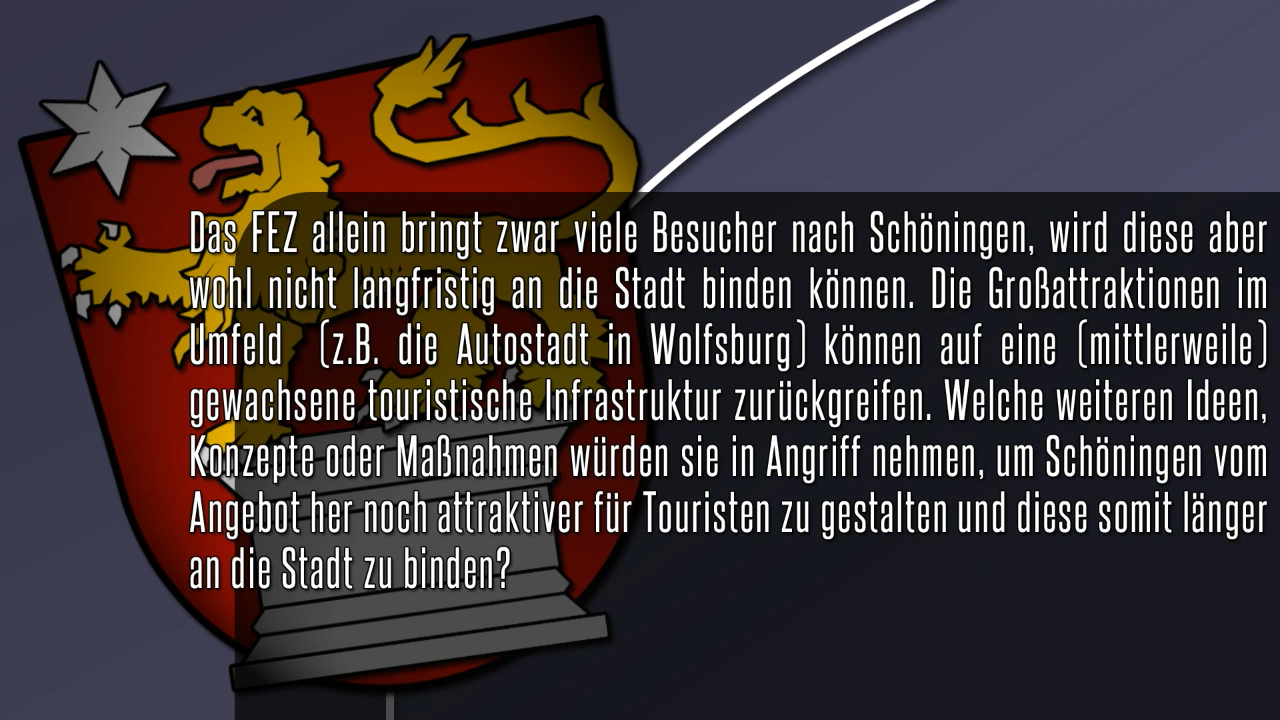 Das FEZ allein bringt zwar viele Besucher nach Schöningen, wird diese aber
wohl nicht langfristig an die Stadt binden können. Die Großattraktionen im
Umfeld (z.B. die Autostadt in Wolfsburg) können auf eine (mittlerweile)
gewachsene touristische Infrastruktur zurückgreifen. Welche weiteren Ideen,
Konzepte oder Maßnahmen würden sie in Angriff nehmen, um Schöningen vom
Angebot her noch attraktiver für Touristen zu gestalten und diese somit länger
an die Stadt zu binden?